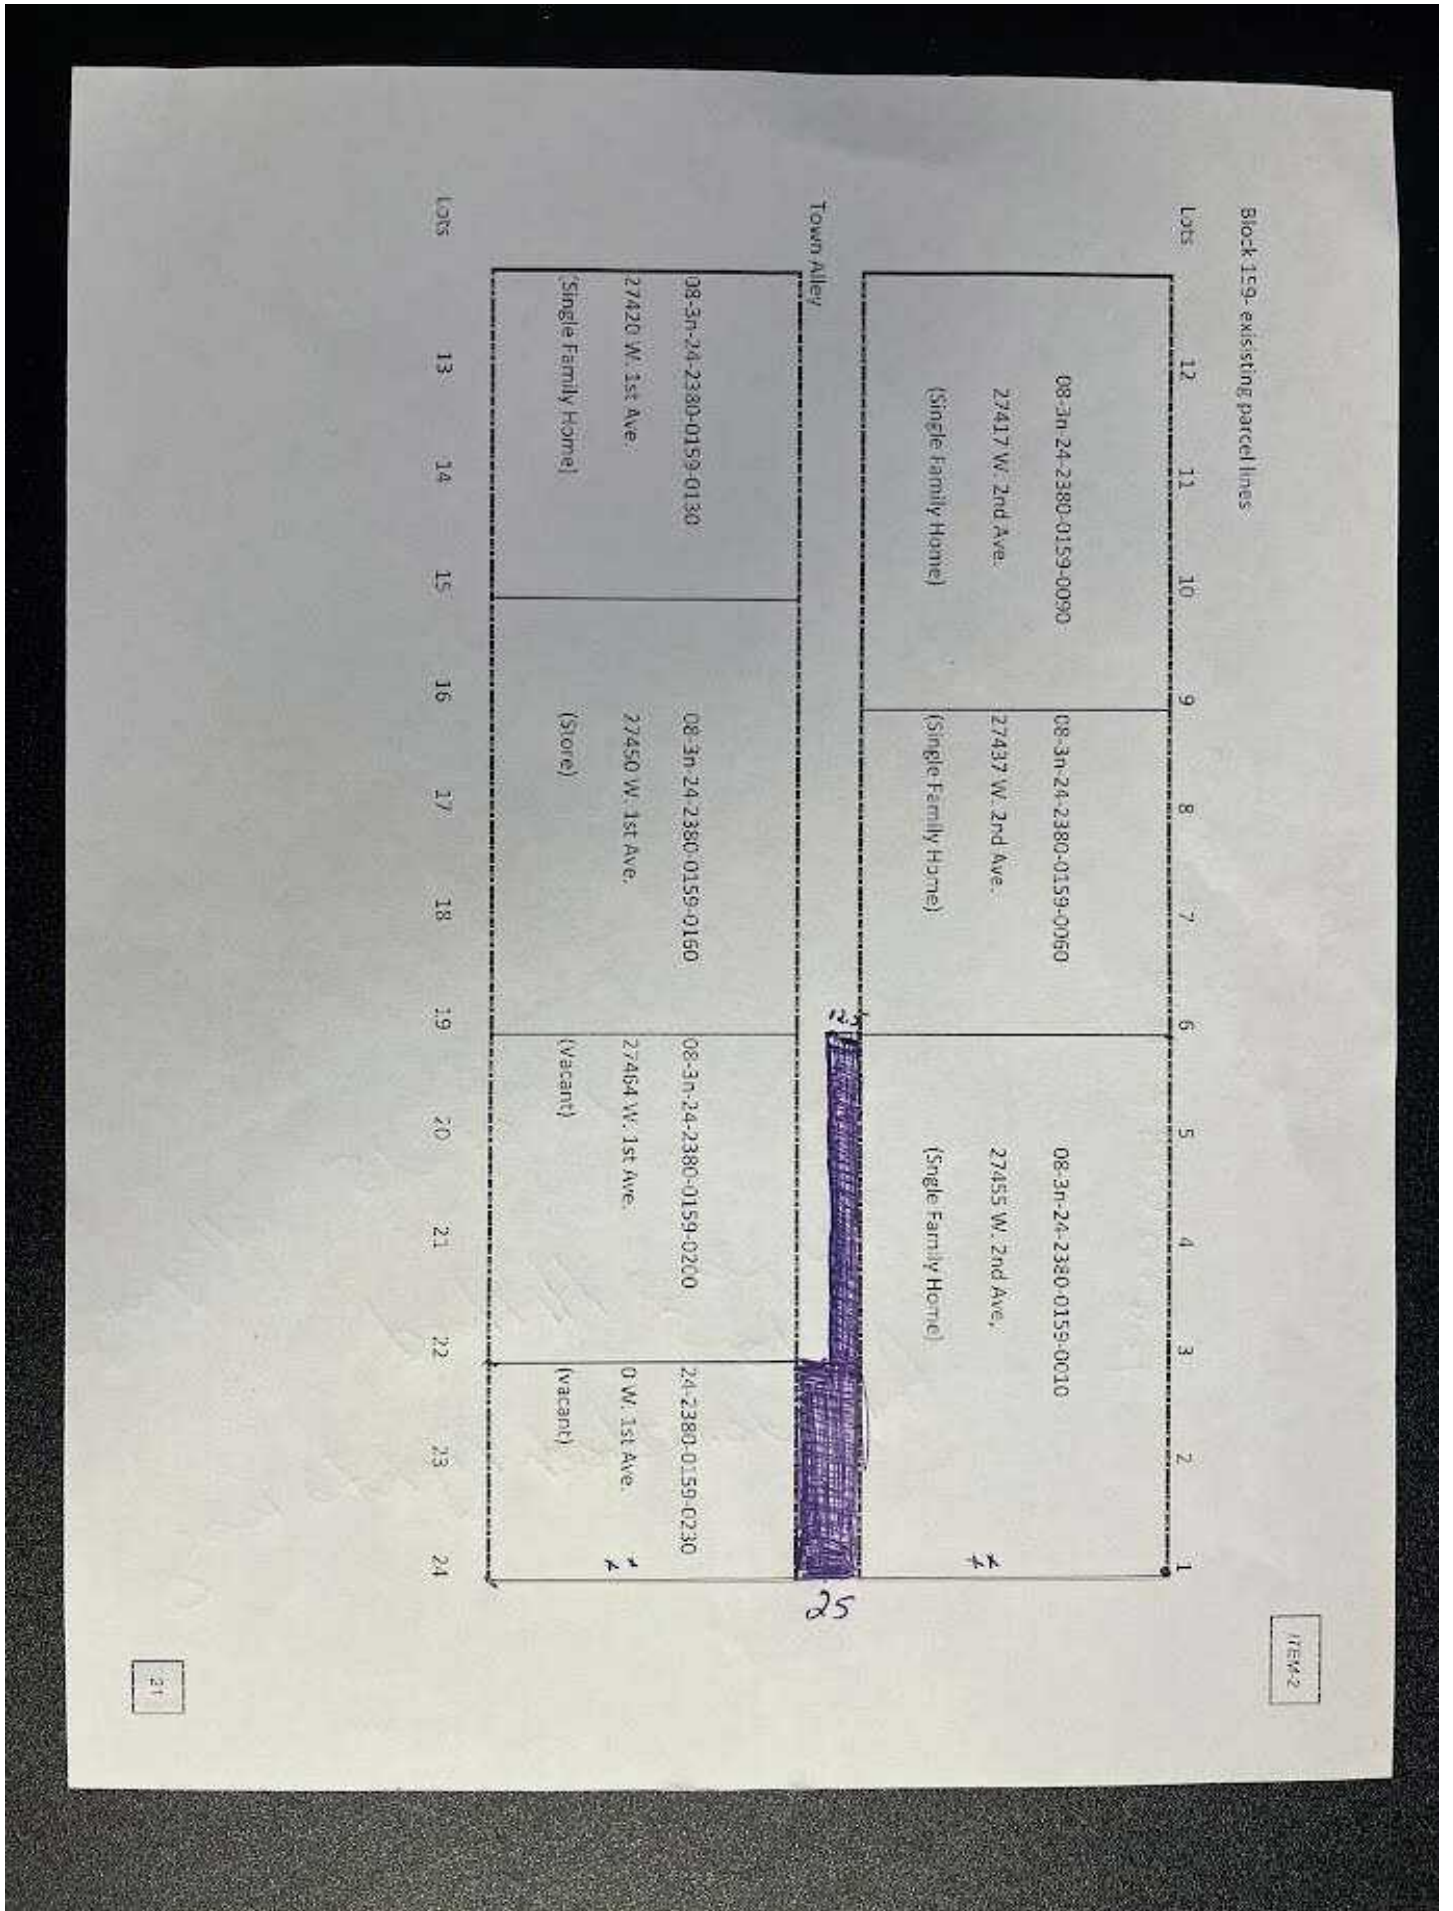 ITEM-2
Block 159- exisisting parcel lines
Lots 12 11 10 9 8 7 6 5 4 3 2 1
08-3n-24-2380-0159-0090 08-3n-24-2380-0159-0060 08-3n-24-2380-0159-0010
27417 W. 2nd Ave. 27437 W. 2nd Ave. 27455 W. 2nd Ave,
(Single Family Home) (Single Family Home) (Sngle Family Home)
12.5'
Town Alley
25
08-3n-24-2380-0159-0130 08-3n-24-2380-0159-0160 08-3n-24-2380-0159-0200 24-2380-0159-0230
27420 W. 1st Ave. 27450 W. 1st Ave. 27464 W. 1st Ave. 0 W. 1st Ave.
(Single Family Home) (Store) (Vacant) (vacant)
Lots 13 14 15 16 17 18 19 20 21 22 23 24
21